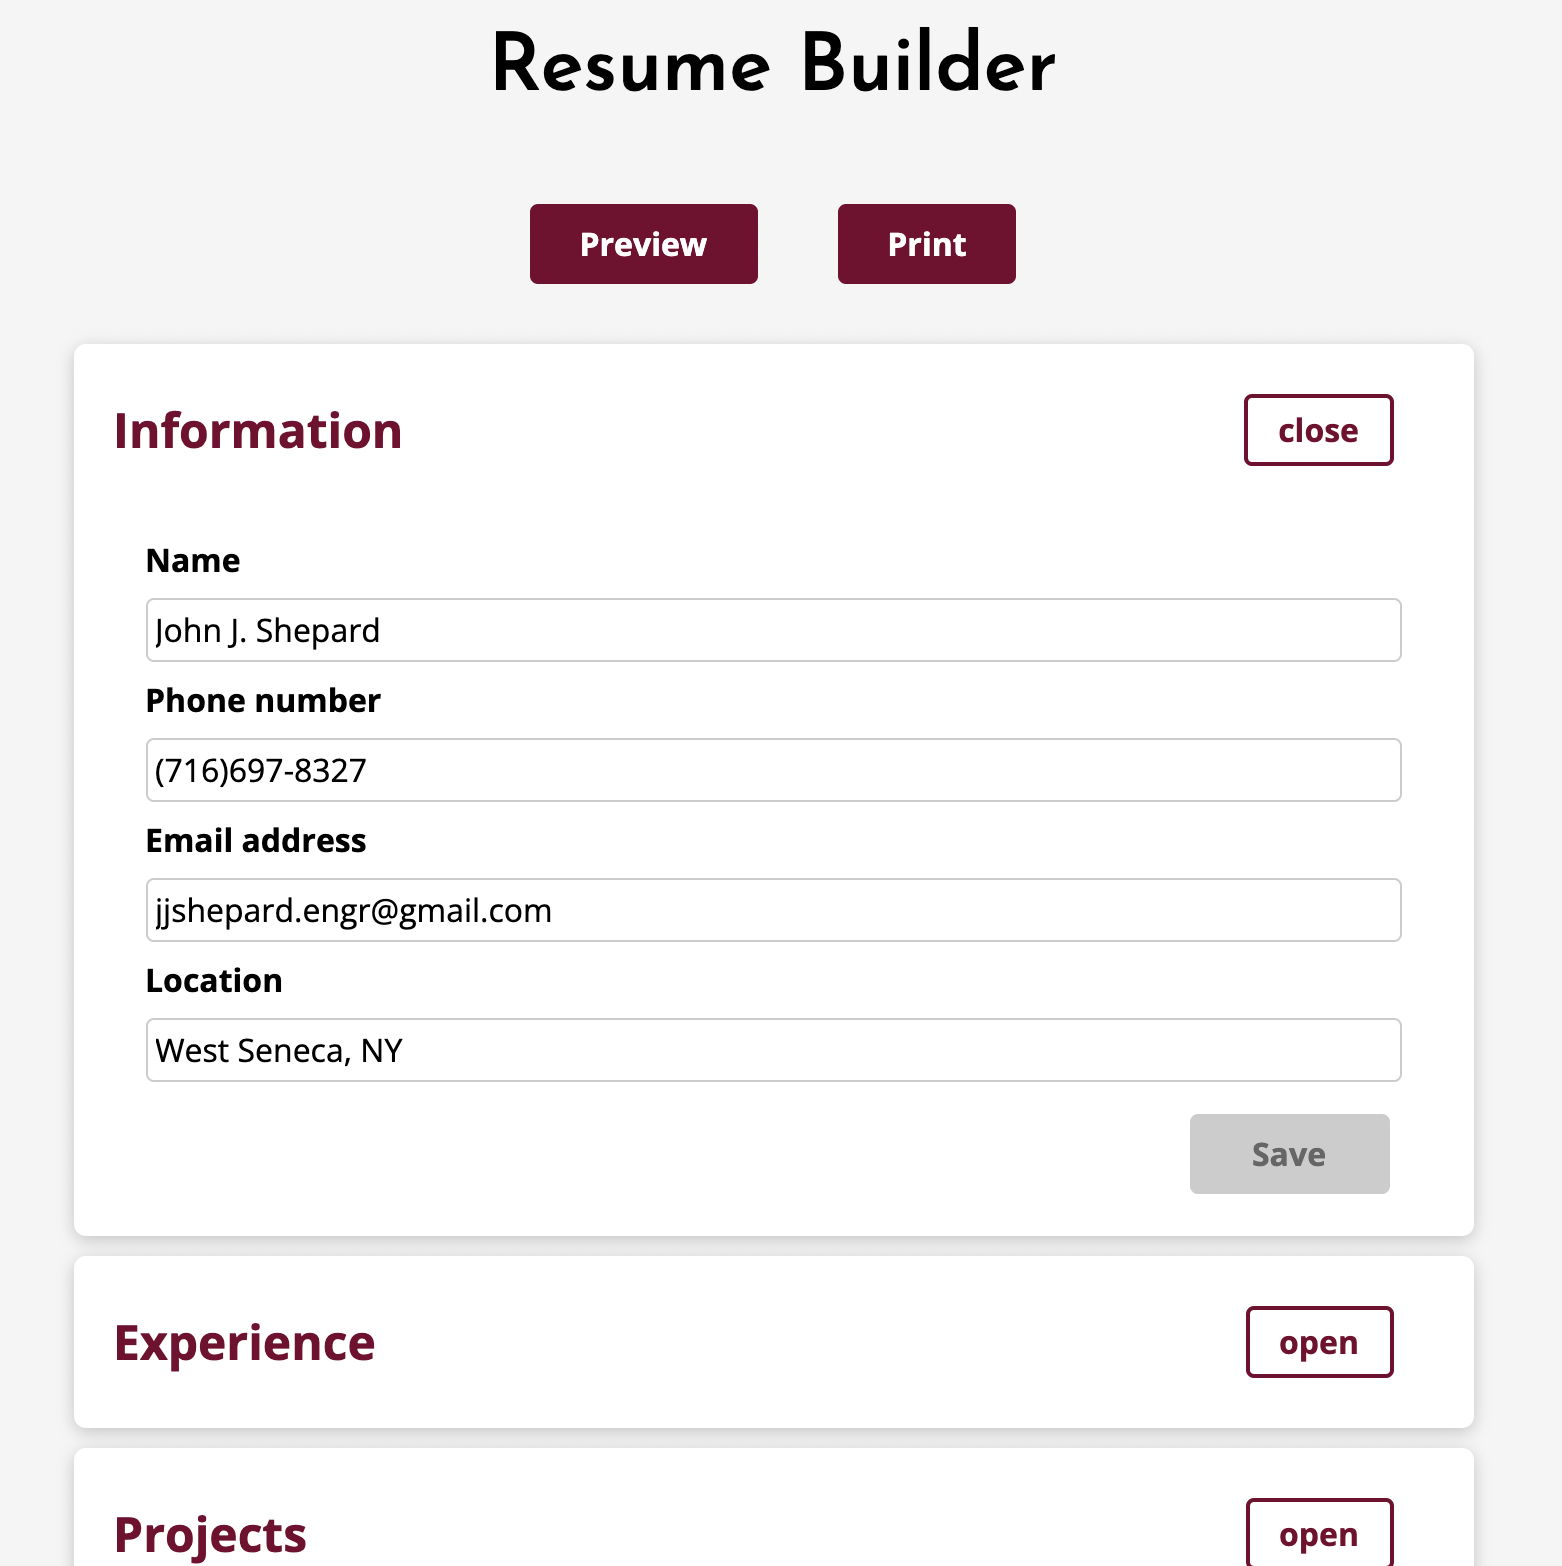 Resume Builder
Preview Print
Information close
Name
John J. Shepard
Phone number
(716)697-8327
Email address
jjshepard.engr@gmail.com
Location
West Seneca, NY
Save
Experience open
Projects open